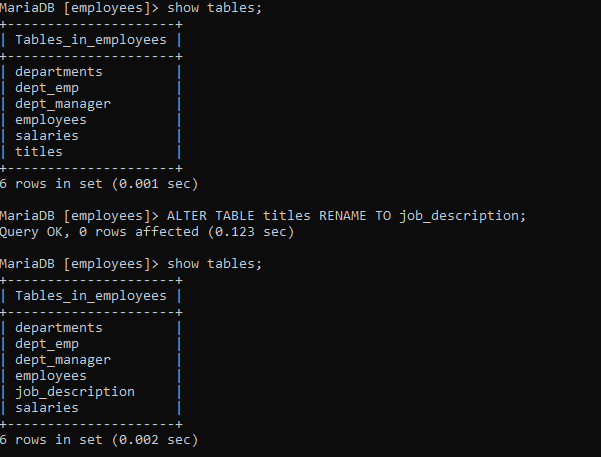 MariaDB [employees]> show tables;
+---------------------+
| Tables_in_employees |
+---------------------+
| departments         |
| dept_emp            |
| dept_manager        |
| employees           |
| salaries            |
| titles              |
+---------------------+
6 rows in set (0.001 sec)
MariaDB [employees]> ALTER TABLE titles RENAME TO job_description;
Query OK, 0 rows affected (0.123 sec)
MariaDB [employees]> show tables;
+---------------------+
| Tables_in_employees |
+---------------------+
| departments         |
| dept_emp            |
| dept_manager        |
| employees           |
| job_description     |
| salaries            |
+---------------------+
6 rows in set (0.002 sec)